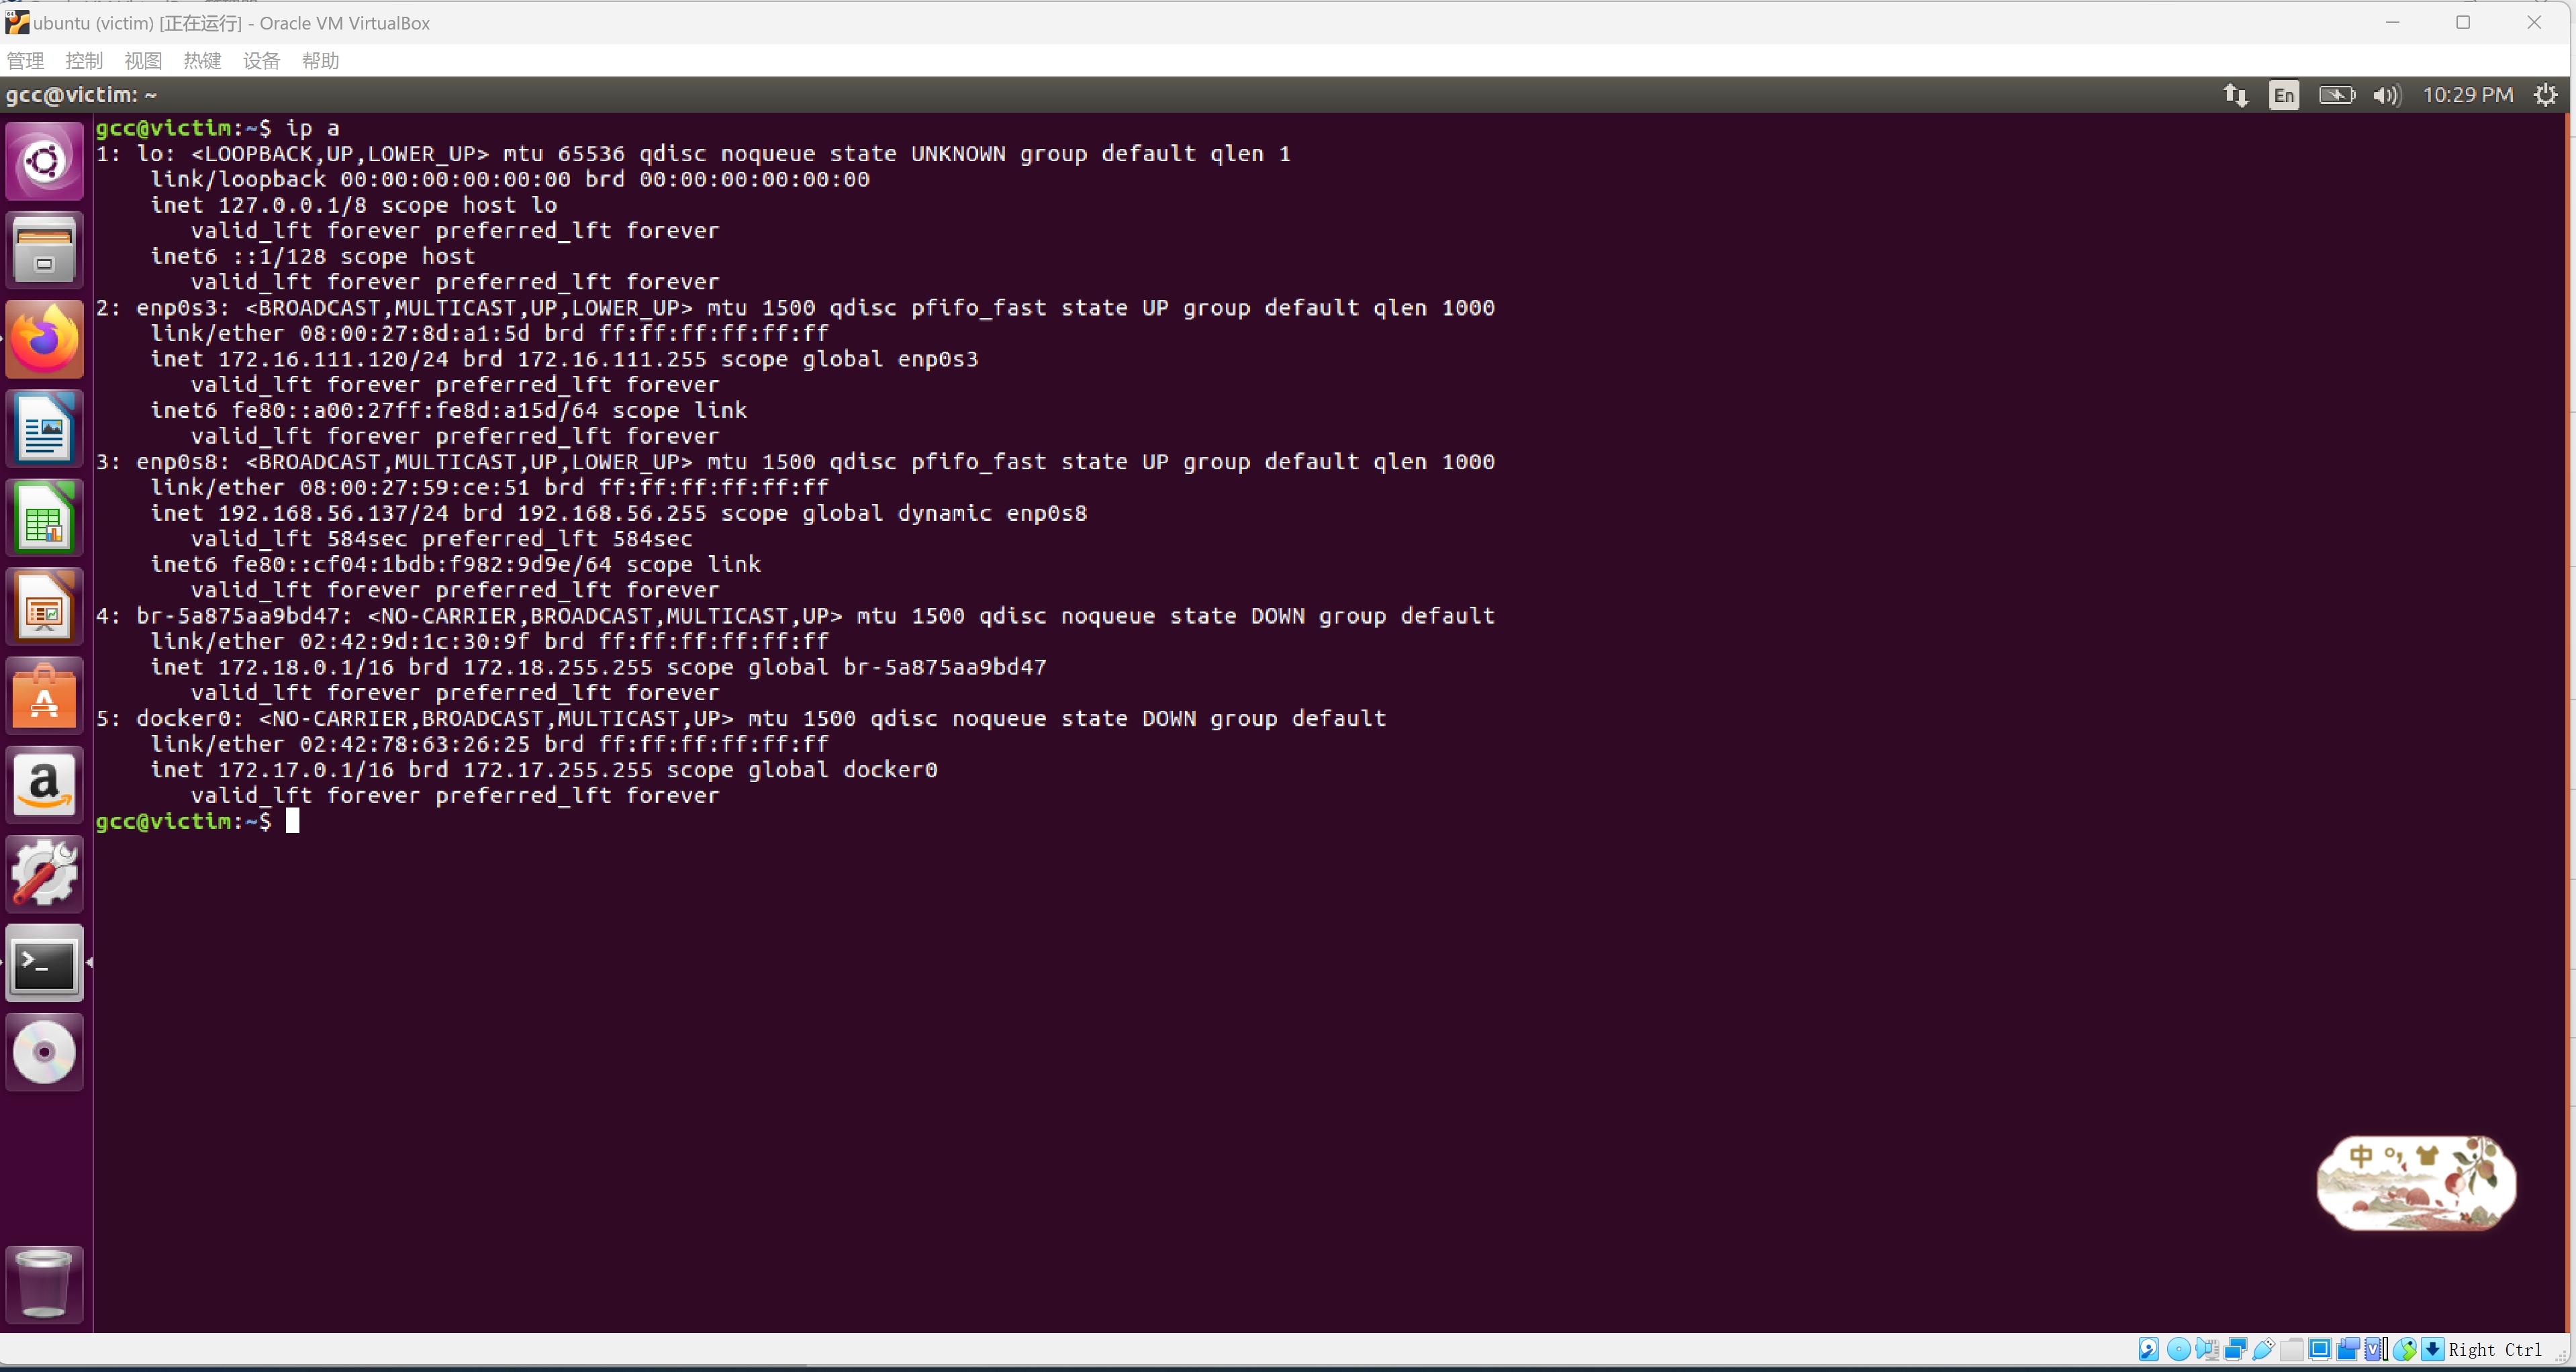 ubuntu (victim) [正在运行] - Oracle VM VirtualBox
管理 控制 视图 热键 设备 帮助
gcc@victim: ~ En 10:29 PM
gcc@victim:~$ ip a
1: lo: <LOOPBACK,UP,LOWER_UP> mtu 65536 qdisc noqueue state UNKNOWN group default qlen 1
link/loopback 00:00:00:00:00:00 brd 00:00:00:00:00:00
inet 127.0.0.1/8 scope host lo
valid_lft forever preferred_lft forever
inet6 ::1/128 scope host
valid_lft forever preferred_lft forever
2: enp0s3: <BROADCAST,MULTICAST,UP,LOWER_UP> mtu 1500 qdisc pfifo_fast state UP group default qlen 1000
link/ether 08:00:27:8d:a1:5d brd ff:ff:ff:ff:ff:ff
inet 172.16.111.120/24 brd 172.16.111.255 scope global enp0s3
valid_lft forever preferred_lft forever
inet6 fe80::a00:27ff:fe8d:a15d/64 scope link
valid_lft forever preferred_lft forever
3: enp0s8: <BROADCAST,MULTICAST,UP,LOWER_UP> mtu 1500 qdisc pfifo_fast state UP group default qlen 1000
link/ether 08:00:27:59:ce:51 brd ff:ff:ff:ff:ff:ff
inet 192.168.56.137/24 brd 192.168.56.255 scope global dynamic enp0s8
valid_lft 584sec preferred_lft 584sec
inet6 fe80::cf04:1bdb:f982:9d9e/64 scope link
valid_lft forever preferred_lft forever
4: br-5a875aa9bd47: <NO-CARRIER,BROADCAST,MULTICAST,UP> mtu 1500 qdisc noqueue state DOWN group default
link/ether 02:42:9d:1c:30:9f brd ff:ff:ff:ff:ff:ff
inet 172.18.0.1/16 brd 172.18.255.255 scope global br-5a875aa9bd47
valid_lft forever preferred_lft forever
5: docker0: <NO-CARRIER,BROADCAST,MULTICAST,UP> mtu 1500 qdisc noqueue state DOWN group default
link/ether 02:42:78:63:26:25 brd ff:ff:ff:ff:ff:ff
inet 172.17.0.1/16 brd 172.17.255.255 scope global docker0
valid_lft forever preferred_lft forever
gcc@victim:~$
中
Right Ctrl